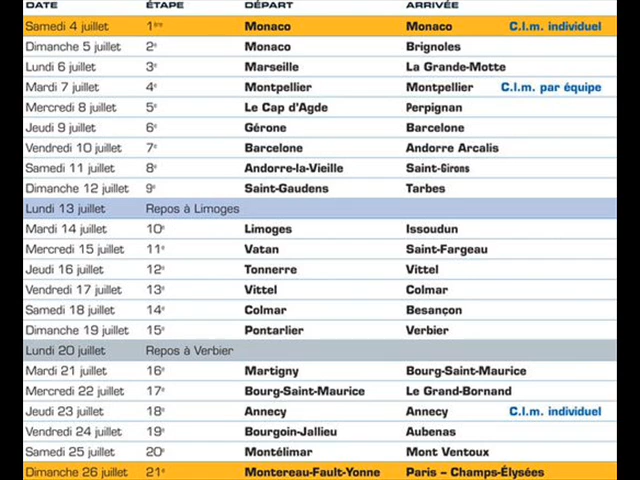 DATE ÉTAPE DÉPART ARRIVÉE
Samedi 4 juillet 1ère Monaco Monaco C.l.m. individuel
Dimanche 5 juillet 2e Monaco Brignoles
Lundi 6 juillet 3e Marseille La Grande-Motte
Mardi 7 juillet 4e Montpellier Montpellier C.l.m. par équipe
Mercredi 8 juillet 5e Le Cap d'Agde Perpignan
Jeudi 9 juillet 6e Gérone Barcelone
Vendredi 10 juillet 7e Barcelone Andorre Arcalis
Samedi 11 juillet 8e Andorre-la-Vieille Saint-Girons
Dimanche 12 juillet 9e Saint-Gaudens Tarbes
Lundi 13 juillet Repos à Limoges
Mardi 14 juillet 10e Limoges Issoudun
Mercredi 15 juillet 11e Vatan Saint-Fargeau
Jeudi 16 juillet 12e Tonnerre Vittel
Vendredi 17 juillet 13e Vittel Colmar
Samedi 18 juillet 14e Colmar Besançon
Dimanche 19 juillet 15e Pontarlier Verbier
Lundi 20 juillet Repos à Verbier
Mardi 21 juillet 16e Martigny Bourg-Saint-Maurice
Mercredi 22 juillet 17e Bourg-Saint-Maurice Le Grand-Bornand
Jeudi 23 juillet 18e Annecy Annecy C.l.m. individuel
Vendredi 24 juillet 19e Bourgoin-Jallieu Aubenas
Samedi 25 juillet 20e Montélimar Mont Ventoux
Dimanche 26 juillet 21e Montereau-Fault-Yonne Paris – Champs-Élysées